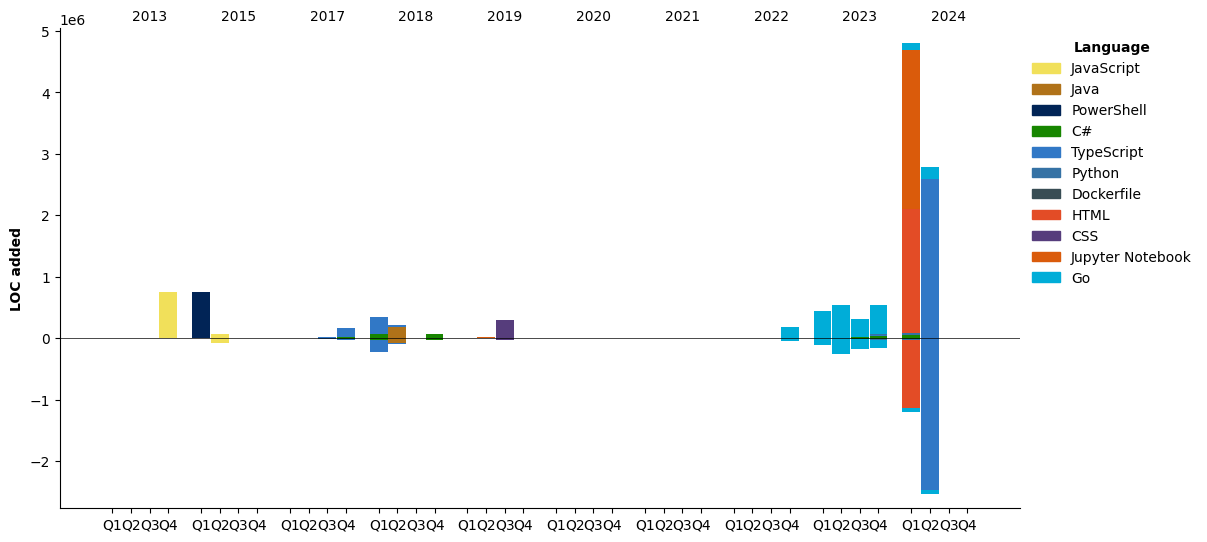 2013 2015 2017 2018 2019 2020 2021 2022 2023 2024
1e6
5
4
3
2
1
0
−1
−2
LOC added
Q1Q2Q3Q4 Q1Q2Q3Q4 Q1Q2Q3Q4 Q1Q2Q3Q4 Q1Q2Q3Q4 Q1Q2Q3Q4 Q1Q2Q3Q4 Q1Q2Q3Q4 Q1Q2Q3Q4 Q1Q2Q3Q4
Language
JavaScript
Java
PowerShell
C#
TypeScript
Python
Dockerfile
HTML
CSS
Jupyter Notebook
Go